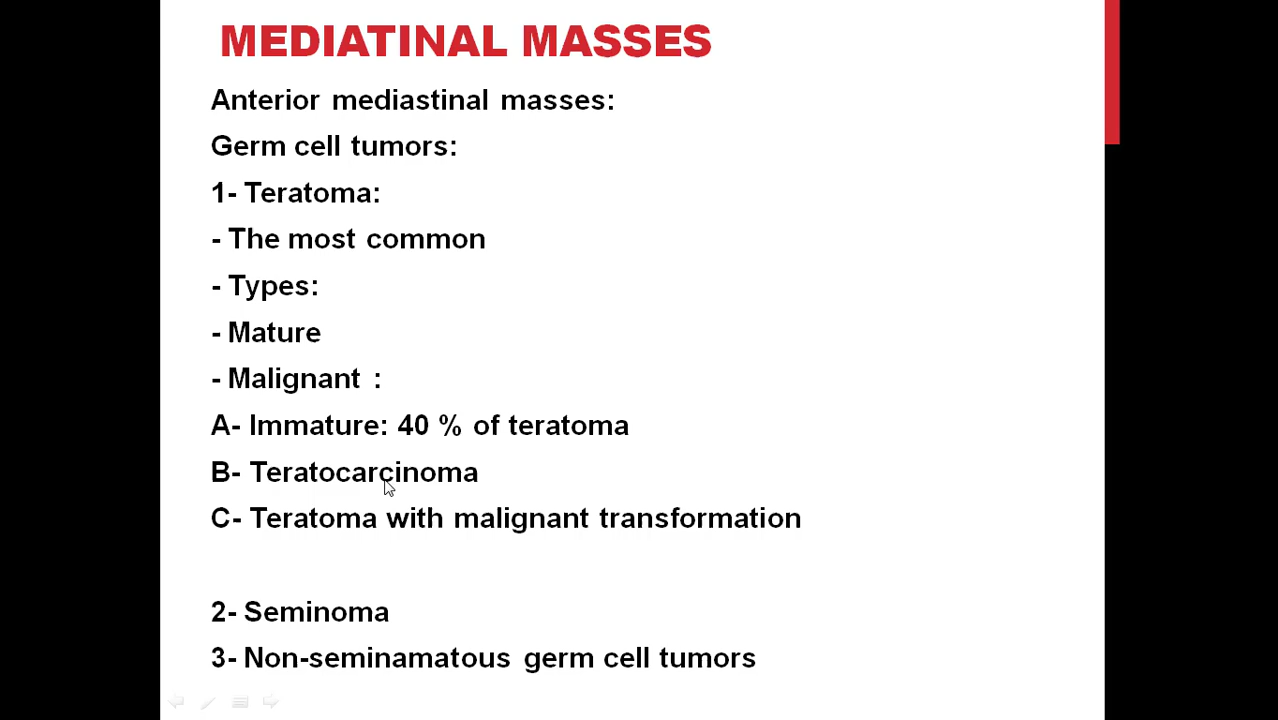 MEDIATINAL MASSES
Anterior mediastinal masses:
Germ cell tumors:
1- Teratoma:
- The most common
- Types:
- Mature
- Malignant :
A- Immature: 40 % of teratoma
B- Teratocarcinoma
C- Teratoma with malignant transformation
2- Seminoma
3- Non-seminamatous germ cell tumors